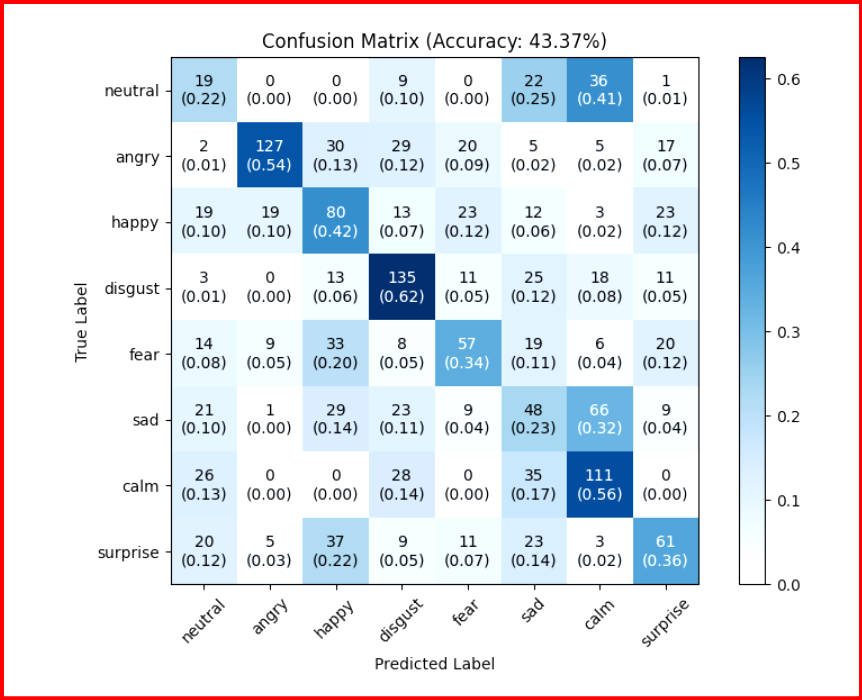 Confusion Matrix (Accuracy: 43.37%)
neutral 19 0 0 9 0 22 36 1
(0.22) (0.00) (0.00) (0.10) (0.00) (0.25) (0.41) (0.01)
angry 2 127 30 29 20 5 5 17
(0.01) (0.54) (0.13) (0.12) (0.09) (0.02) (0.02) (0.07)
happy 19 19 80 13 23 12 3 23
(0.10) (0.10) (0.42) (0.07) (0.12) (0.06) (0.02) (0.12)
disgust 3 0 13 135 11 25 18 11
(0.01) (0.00) (0.06) (0.62) (0.05) (0.12) (0.08) (0.05)
fear 14 9 33 8 57 19 6 20
(0.08) (0.05) (0.20) (0.05) (0.34) (0.11) (0.04) (0.12)
sad 21 1 29 23 9 48 66 9
(0.10) (0.00) (0.14) (0.11) (0.04) (0.23) (0.32) (0.04)
calm 26 0 0 28 0 35 111 0
(0.13) (0.00) (0.00) (0.14) (0.00) (0.17) (0.56) (0.00)
surprise 20 5 37 9 11 23 3 61
(0.12) (0.03) (0.22) (0.05) (0.07) (0.14) (0.02) (0.36)
neutral angry happy disgust fear sad calm surprise
Predicted Label
True Label
0.6
0.5
0.4
0.3
0.2
0.1
0.0